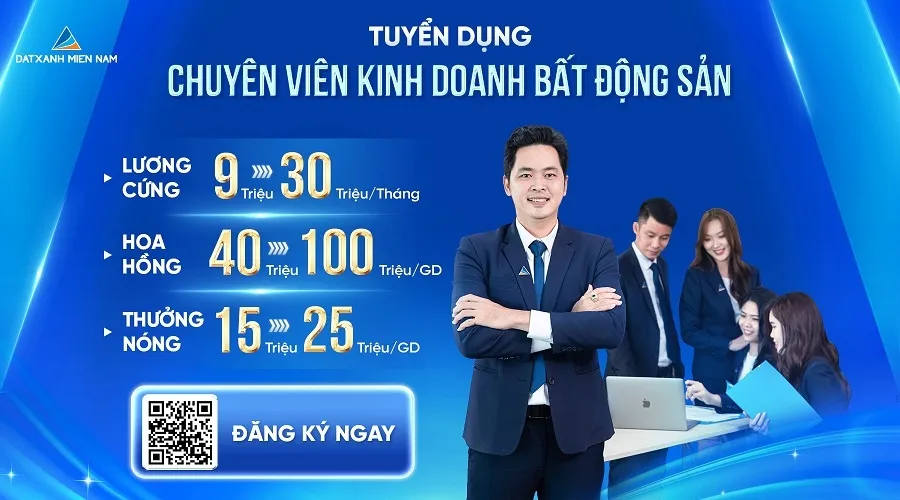 DATXANH MIEN NAM
TUYỂN DỤNG
CHUYÊN VIÊN KINH DOANH BẤT ĐỘNG SẢN
LƯƠNG CỨNG 9 Triệu »» 30 Triệu/Tháng
HOA HỒNG 40 Triệu »» 100 Triệu/GD
THƯỞNG NÓNG 15 Triệu »» 25 Triệu/GD
ĐĂNG KÝ NGAY